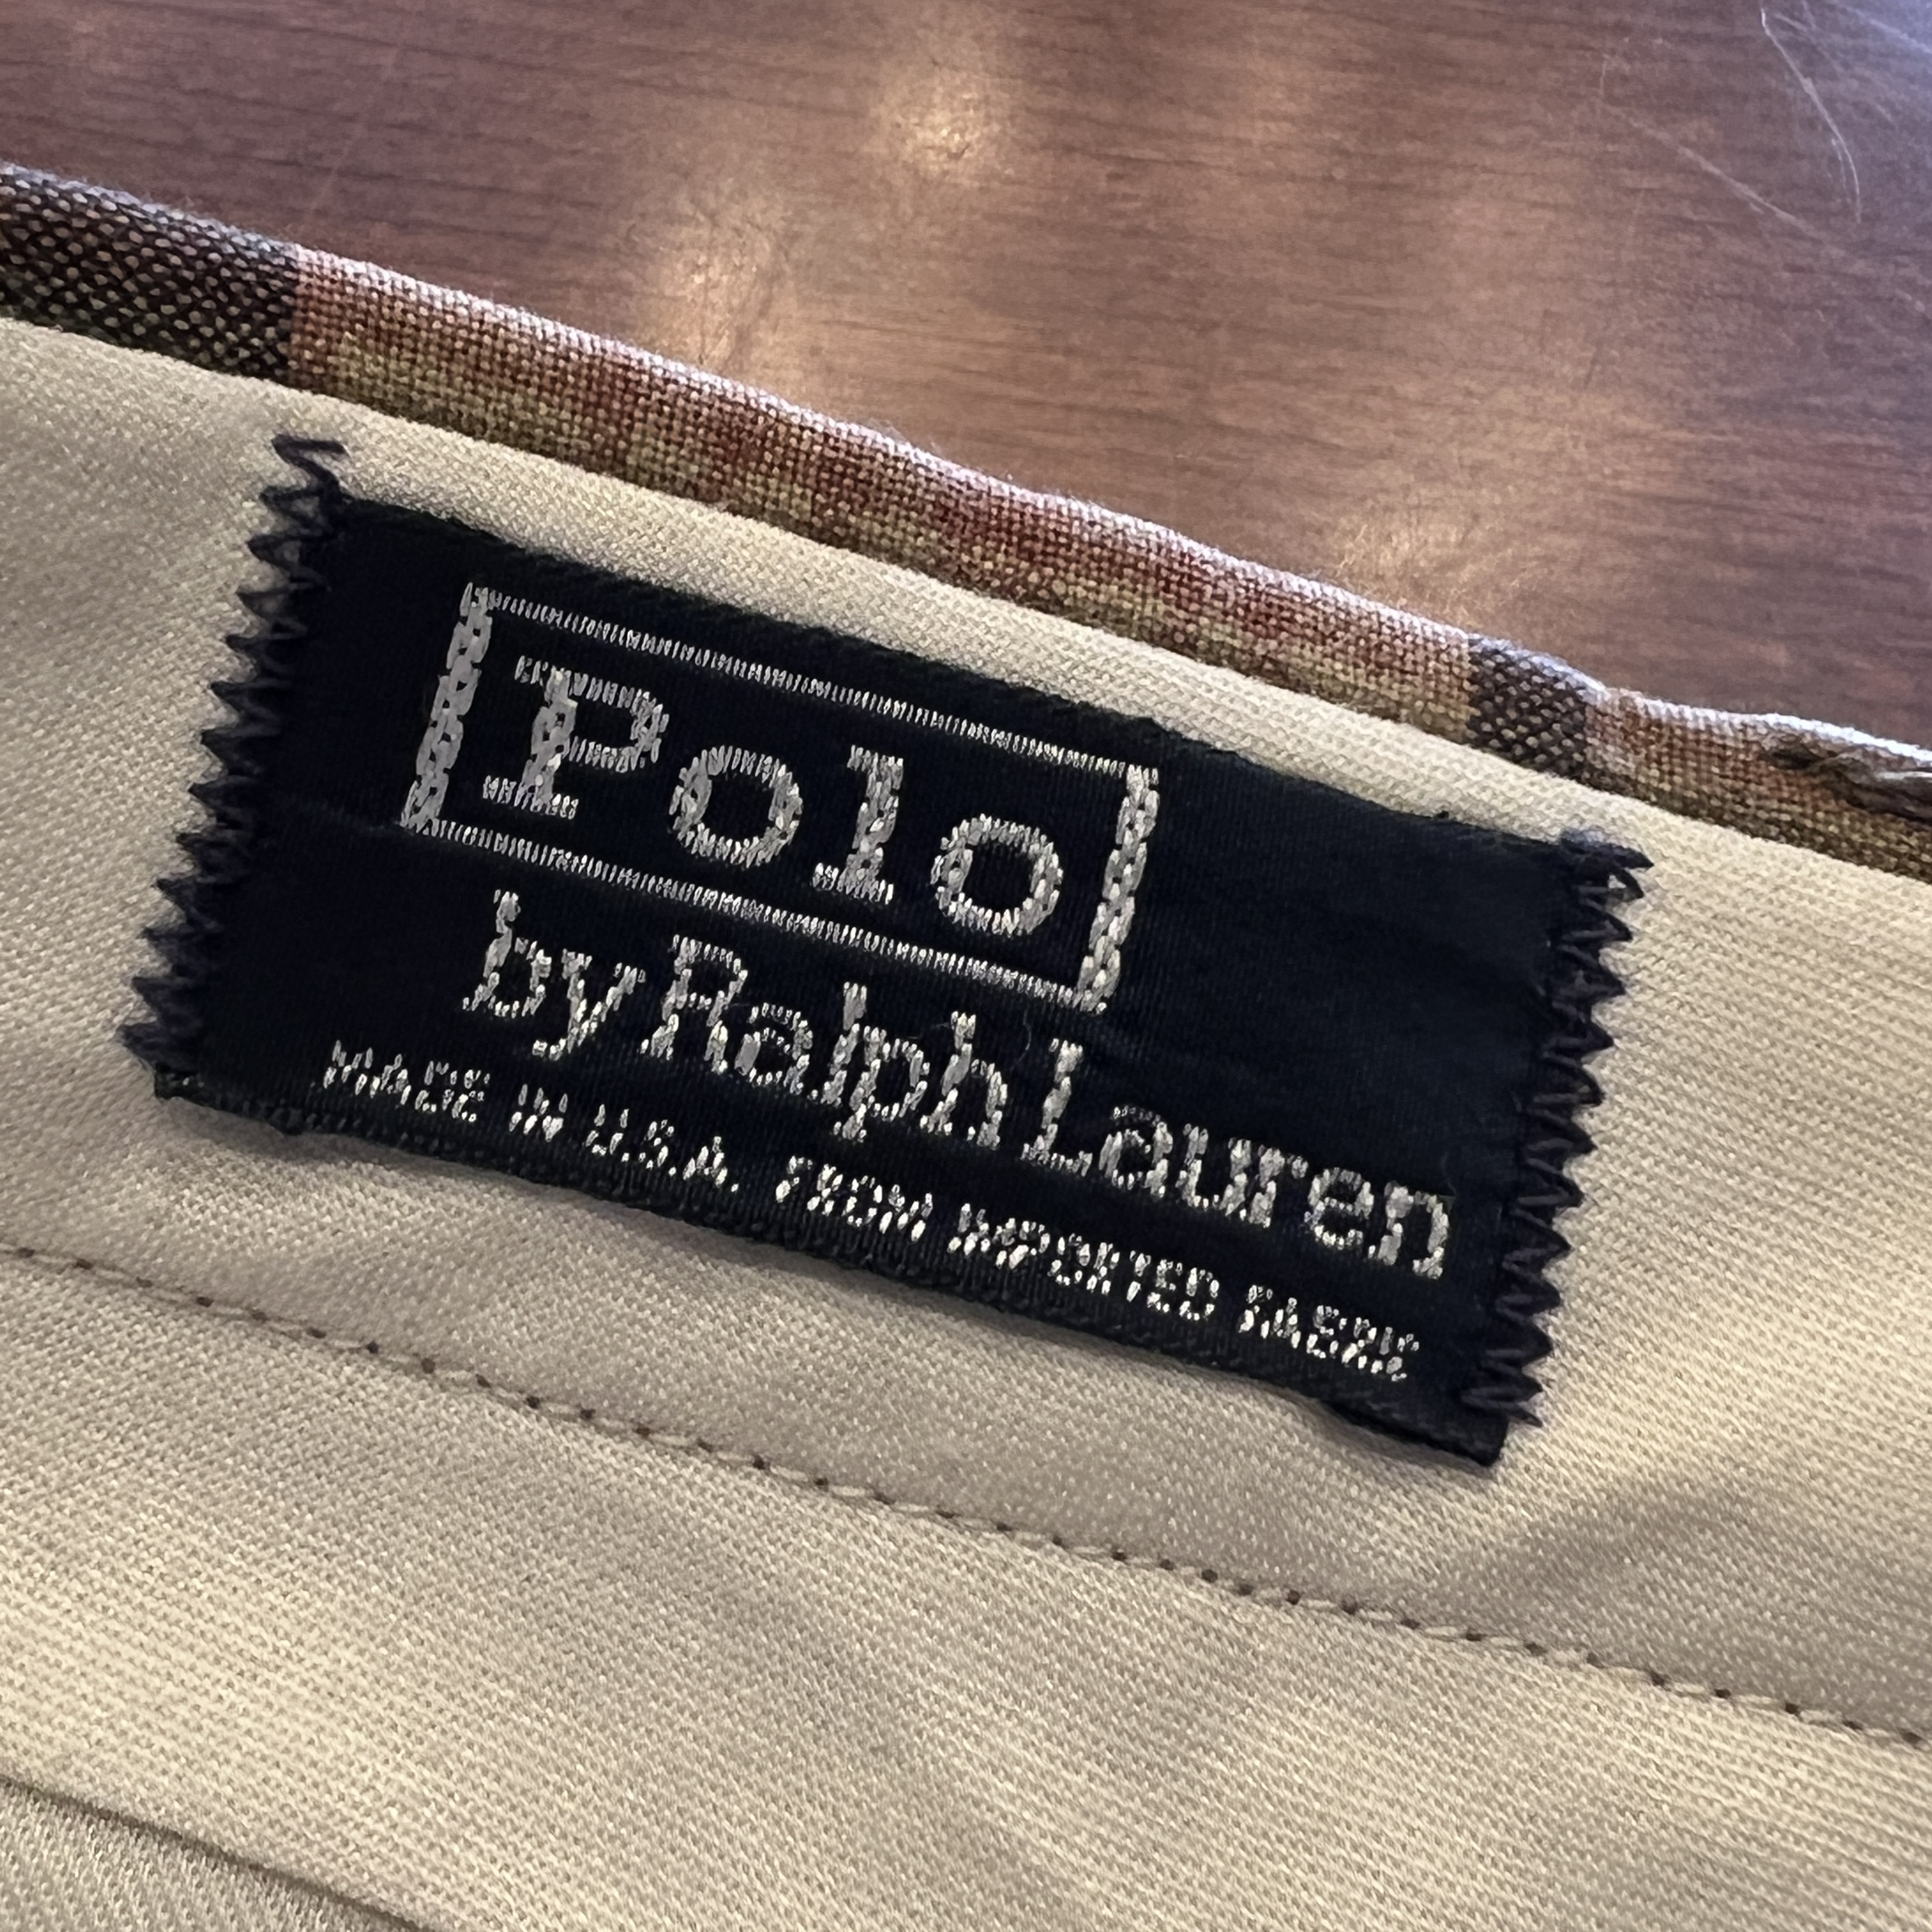 Polo
by Ralph Lauren
MADE IN U.S.A. FROM IMPORTED FABRIC